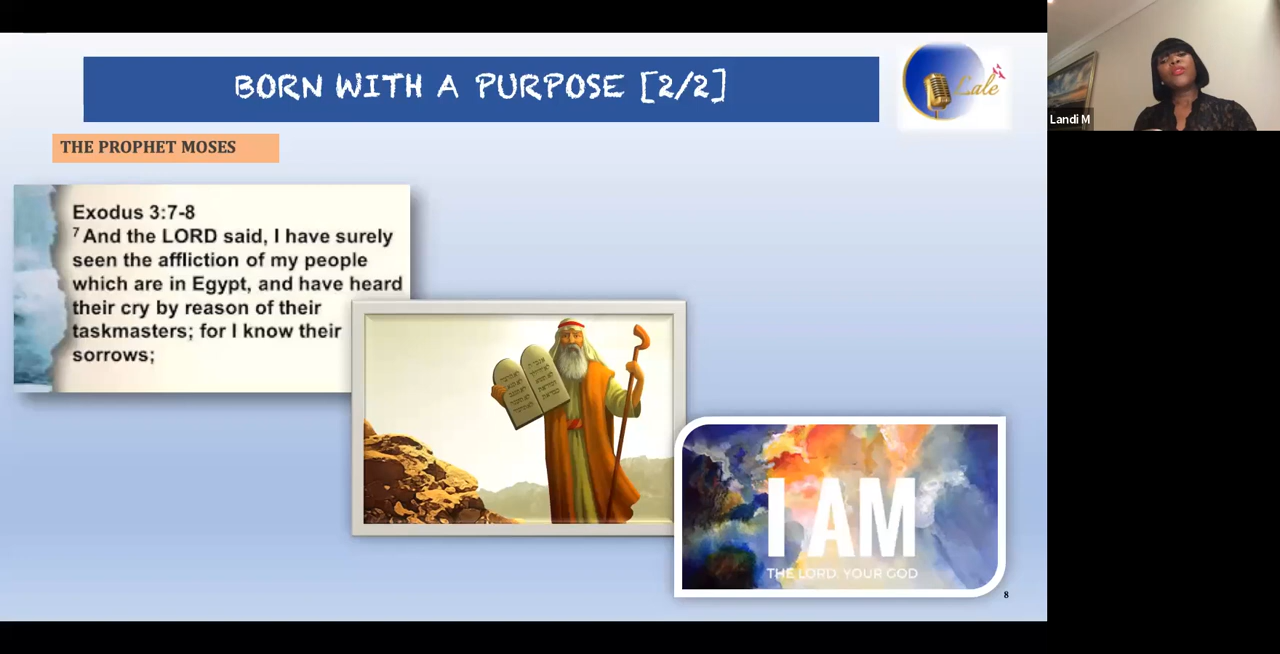 BORN WITH A PURPOSE [2/2]
Lale
Landi M
THE PROPHET MOSES
Exodus 3:7-8
7 And the LORD said, I have surely
seen the affliction of my people
which are in Egypt, and have heard
their cry by reason of their
taskmasters; for I know their
sorrows;
I AM
THE LORD, YOUR GOD
8